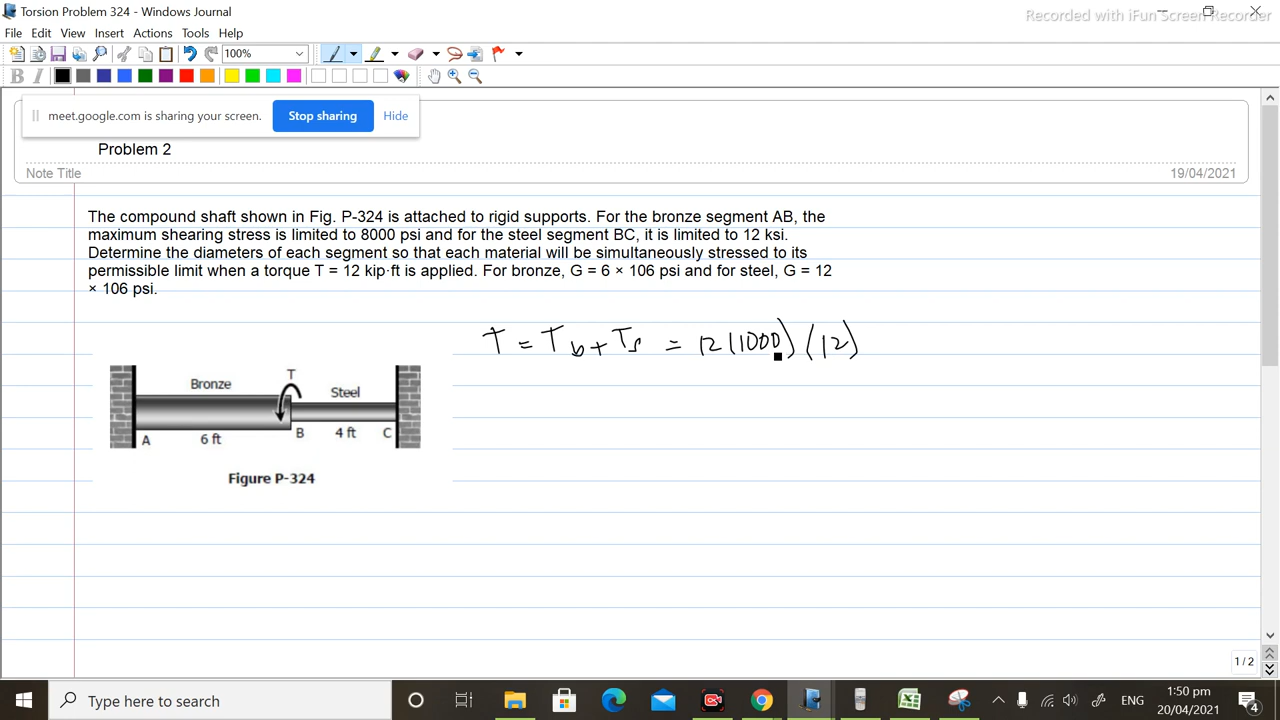 Torsion Problem 324 - Windows Journal
Recorded with iFun Screen Recorder
File Edit View Insert Actions Tools Help
100%
B I
meet.google.com is sharing your screen. Stop sharing Hide
Problem 2
Note Title 19/04/2021
The compound shaft shown in Fig. P-324 is attached to rigid supports. For the bronze segment AB, the
maximum shearing stress is limited to 8000 psi and for the steel segment BC, it is limited to 12 ksi.
Determine the diameters of each segment so that each material will be simultaneously stressed to its
permissible limit when a torque T = 12 kip·ft is applied. For bronze, G = 6 × 106 psi and for steel, G = 12
× 106 psi.
T = T b + T s = 12 (1000) (12)
T
Bronze Steel
A 6 ft B 4 ft C
Figure P-324
1 / 2
Type here to search
ENG
1:50 pm
20/04/2021
4